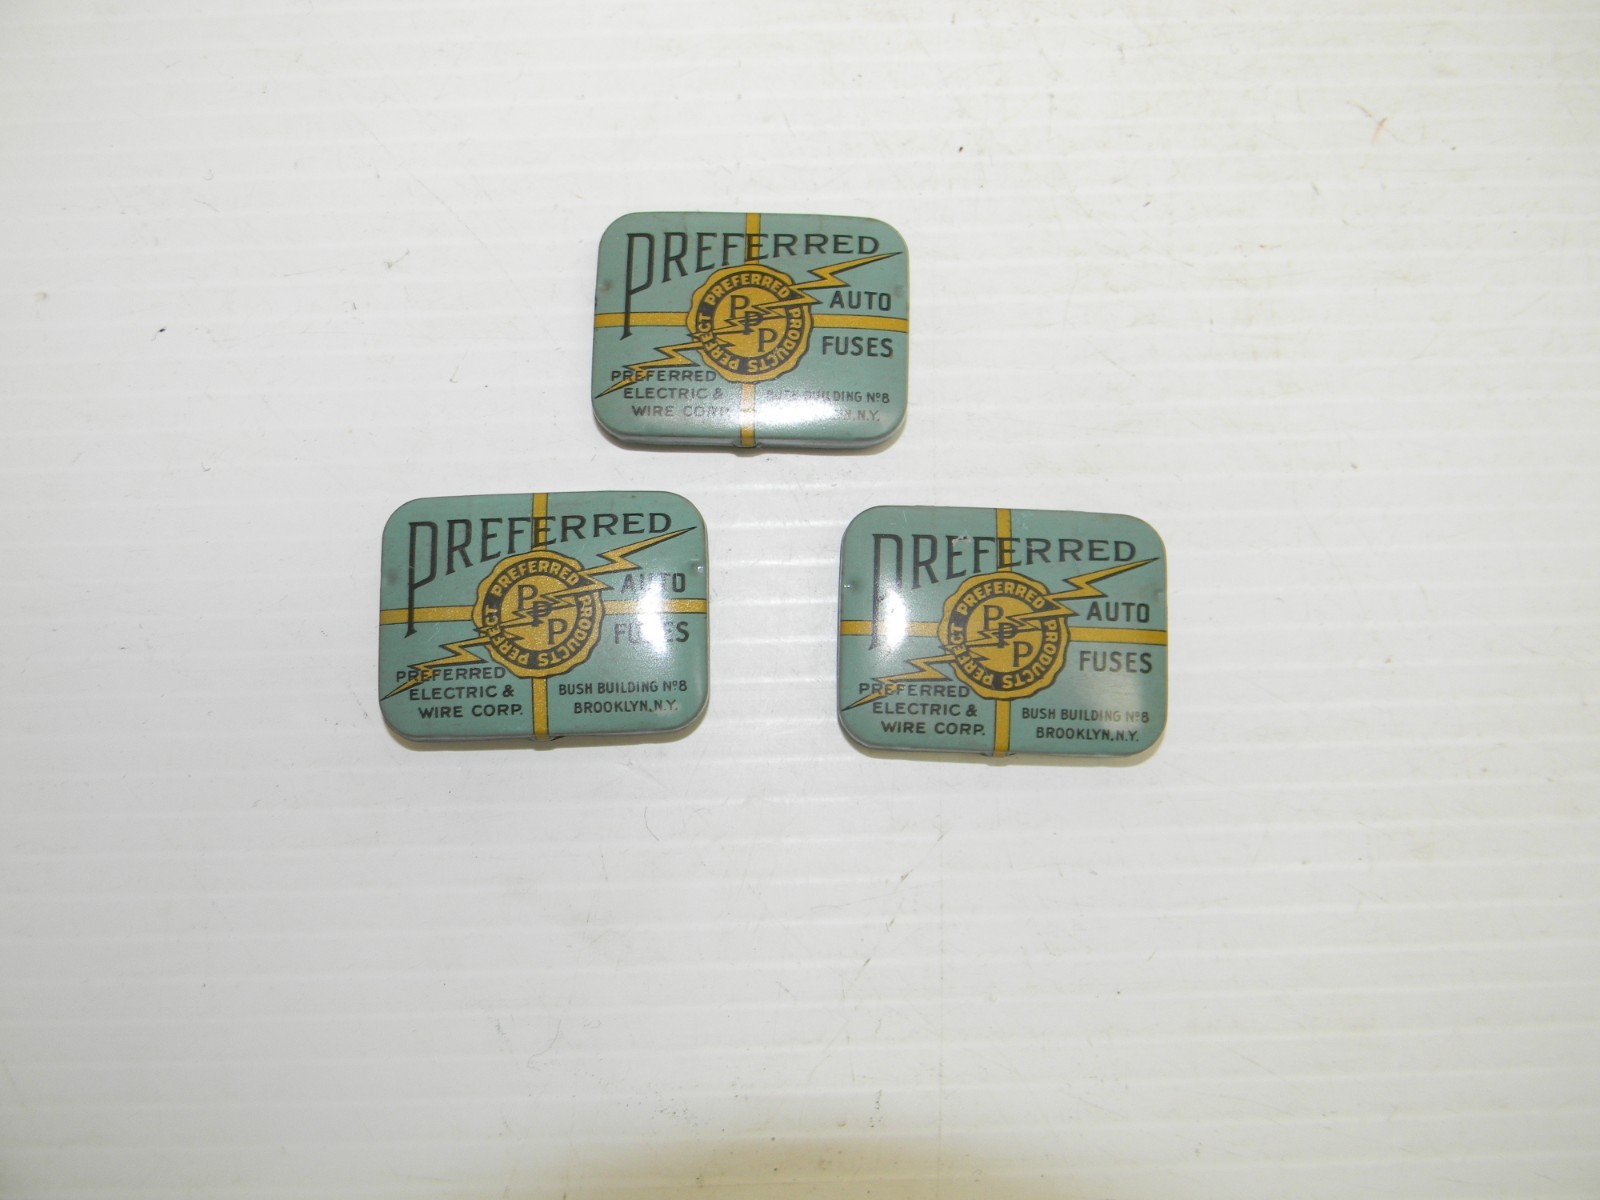 PREFERRED
PREFERRED PRODUCTS PERFECT
PPP
AUTO
FUSES
PREFERRED
ELECTRIC &
WIRE CORP.
BUILDING Nº8
N.Y.
PREFERRED
PREFERRED PRODUCTS PERFECT
PPP
AUTO
FUSES
PREFERRED
ELECTRIC &
WIRE CORP.
BUSH BUILDING Nº8
BROOKLYN, N.Y.
PREFERRED
PREFERRED PRODUCTS PERFECT
PPP
AUTO
FUSES
PREFERRED
ELECTRIC &
WIRE CORP.
BUSH BUILDING Nº8
BROOKLYN, N.Y.